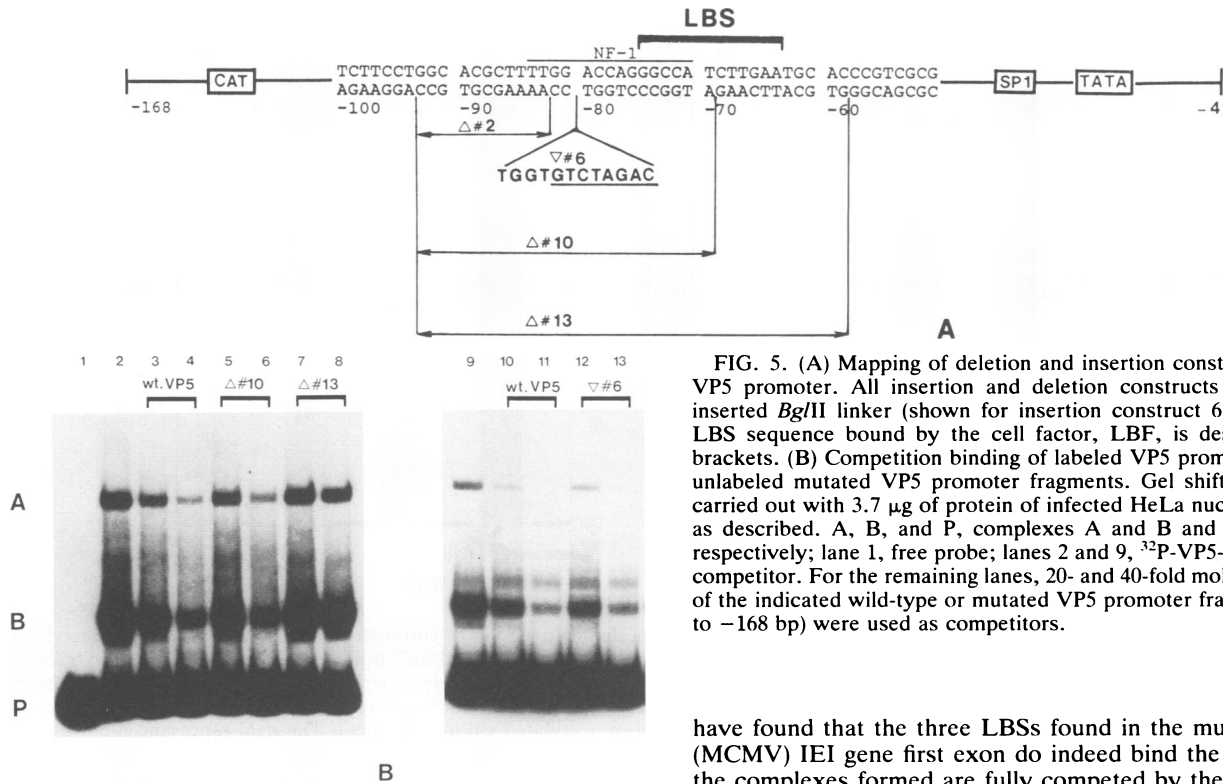 LBS
NF-1
CAT
TCTTCCTGGC ACGCTTTTGG ACCAGGGCCA TCTTGAATGC ACCCGTCGCG
AGAAGGACCG TGCGAAAACC TGGTCCCGGT AGAACTTACG TGGGCAGCGC
SP1
TATA
-168
-100
-90
-80
-70
-60
-4
△#2
▽#6
TGGTGTCTAGAC
△#10
△#13
A
1 2 3 4 5 6 7 8
wt.VP5 △#10 △#13
9 10 11 12 13
wt.VP5 ▽#6
A
B
P
B
FIG. 5. (A) Mapping of deletion and insertion const
VP5 promoter. All insertion and deletion constructs
inserted BglII linker (shown for insertion construct 6
LBS sequence bound by the cell factor, LBF, is de
brackets. (B) Competition binding of labeled VP5 prom
unlabeled mutated VP5 promoter fragments. Gel shift
carried out with 3.7 μg of protein of infected HeLa nuc
as described. A, B, and P, complexes A and B and
respectively; lane 1, free probe; lanes 2 and 9, ³²P-VP5-
competitor. For the remaining lanes, 20- and 40-fold mol
of the indicated wild-type or mutated VP5 promoter fra
to −168 bp) were used as competitors.
have found that the three LBSs found in the mu
(MCMV) IEI gene first exon do indeed bind the
the complexes formed are fully competed by the